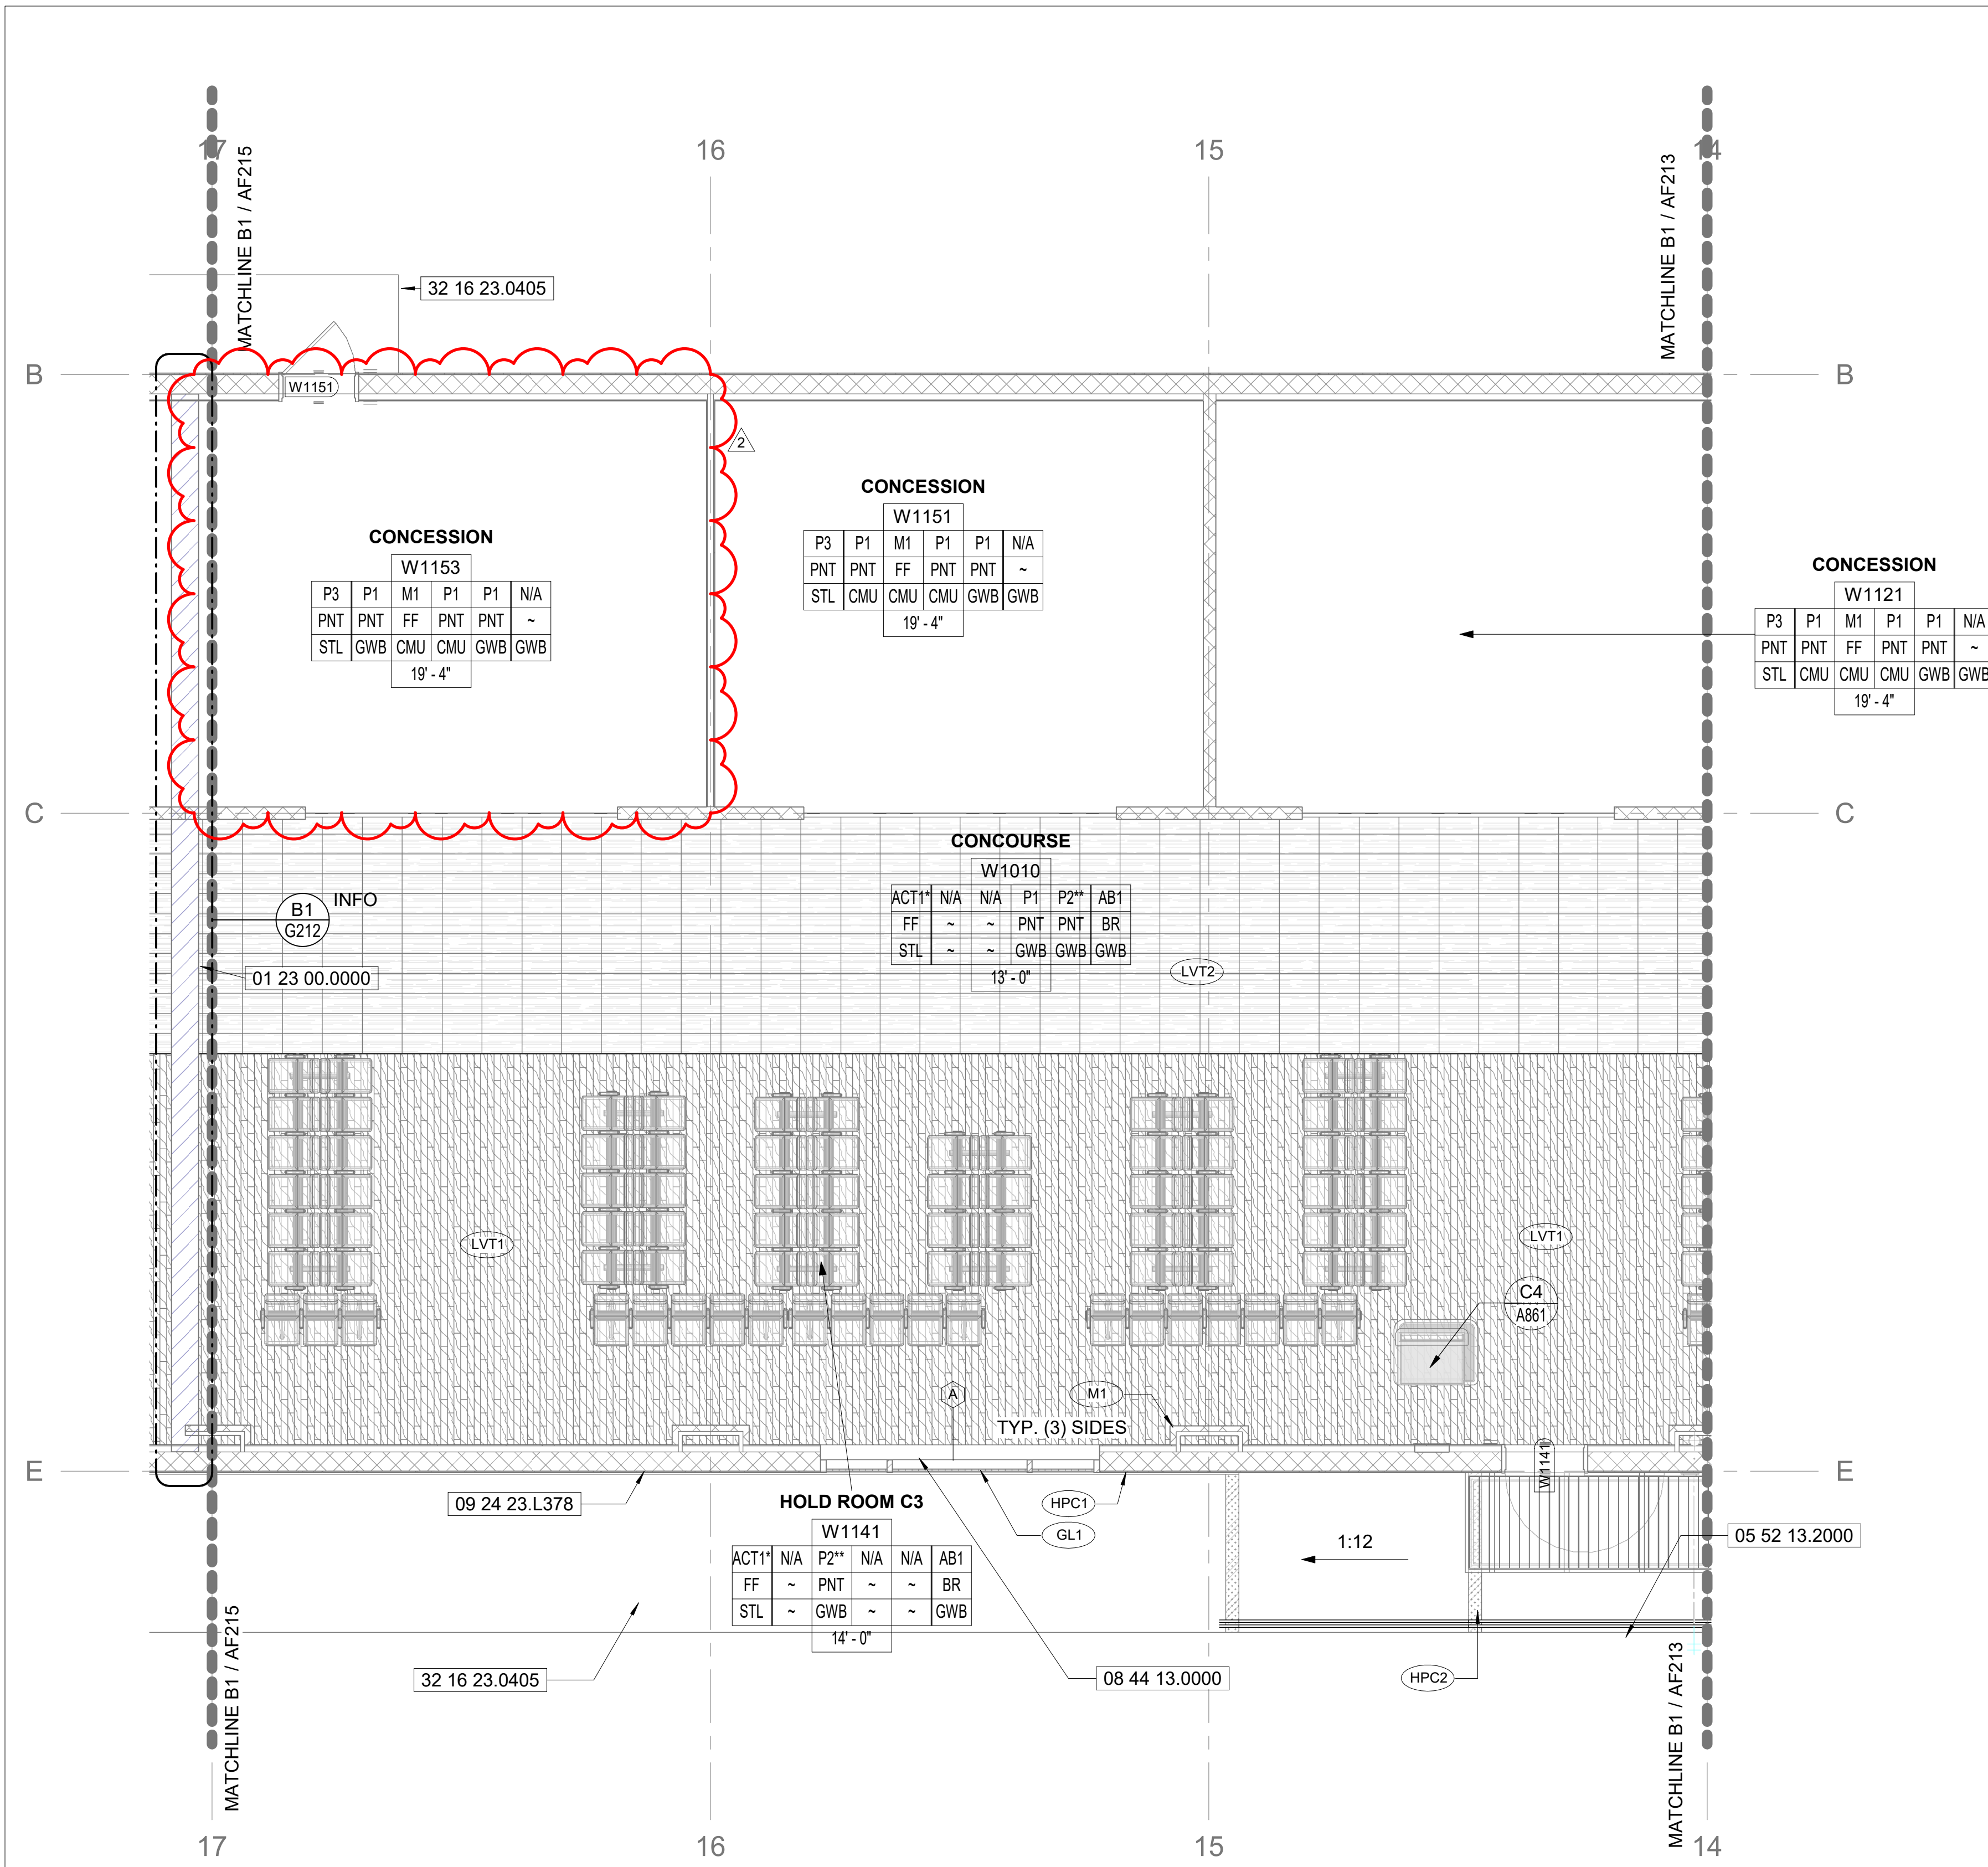 17
16
15
14
MATCHLINE B1 / AF215
MATCHLINE B1 / AF213
32 16 23.0405
B
W1151
B
2
CONCESSION
W1153
P3 P1 M1 P1 P1 N/A
PNT PNT FF PNT PNT ~
STL GWB CMU CMU GWB GWB
19' - 4"
CONCESSION
W1151
P3 P1 M1 P1 P1 N/A
PNT PNT FF PNT PNT ~
STL CMU CMU CMU GWB GWB
19' - 4"
CONCESSION
W1121
P3 P1 M1 P1 P1 N/A
PNT PNT FF PNT PNT ~
STL CMU CMU CMU GWB GWB
19' - 4"
C
C
CONCOURSE
W1010
ACT1* N/A N/A P1 P2** AB1
FF ~ ~ PNT PNT BR
STL ~ ~ GWB GWB GWB
13' - 0"
B1
G212
INFO
01 23 00.0000
LVT2
LVT1
LVT1
C4
A861
A
M1
TYP. (3) SIDES
E
W1141
E
09 24 23.L378
HOLD ROOM C3
W1141
ACT1* N/A P2** N/A N/A AB1
FF ~ PNT ~ ~ BR
STL ~ GWB ~ ~ GWB
14' - 0"
HPC1
GL1
1:12
05 52 13.2000
32 16 23.0405
08 44 13.0000
HPC2
MATCHLINE B1 / AF215
MATCHLINE B1 / AF213
17
16
15
14